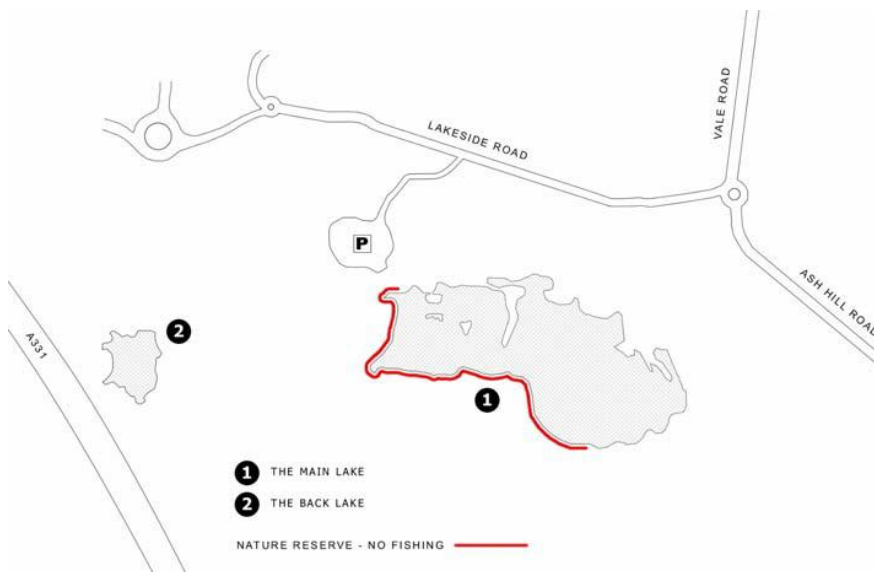 VALE ROAD
LAKESIDE ROAD
P
ASH HILL ROAD
A331
2
1
1 THE MAIN LAKE
2 THE BACK LAKE
NATURE RESERVE - NO FISHING